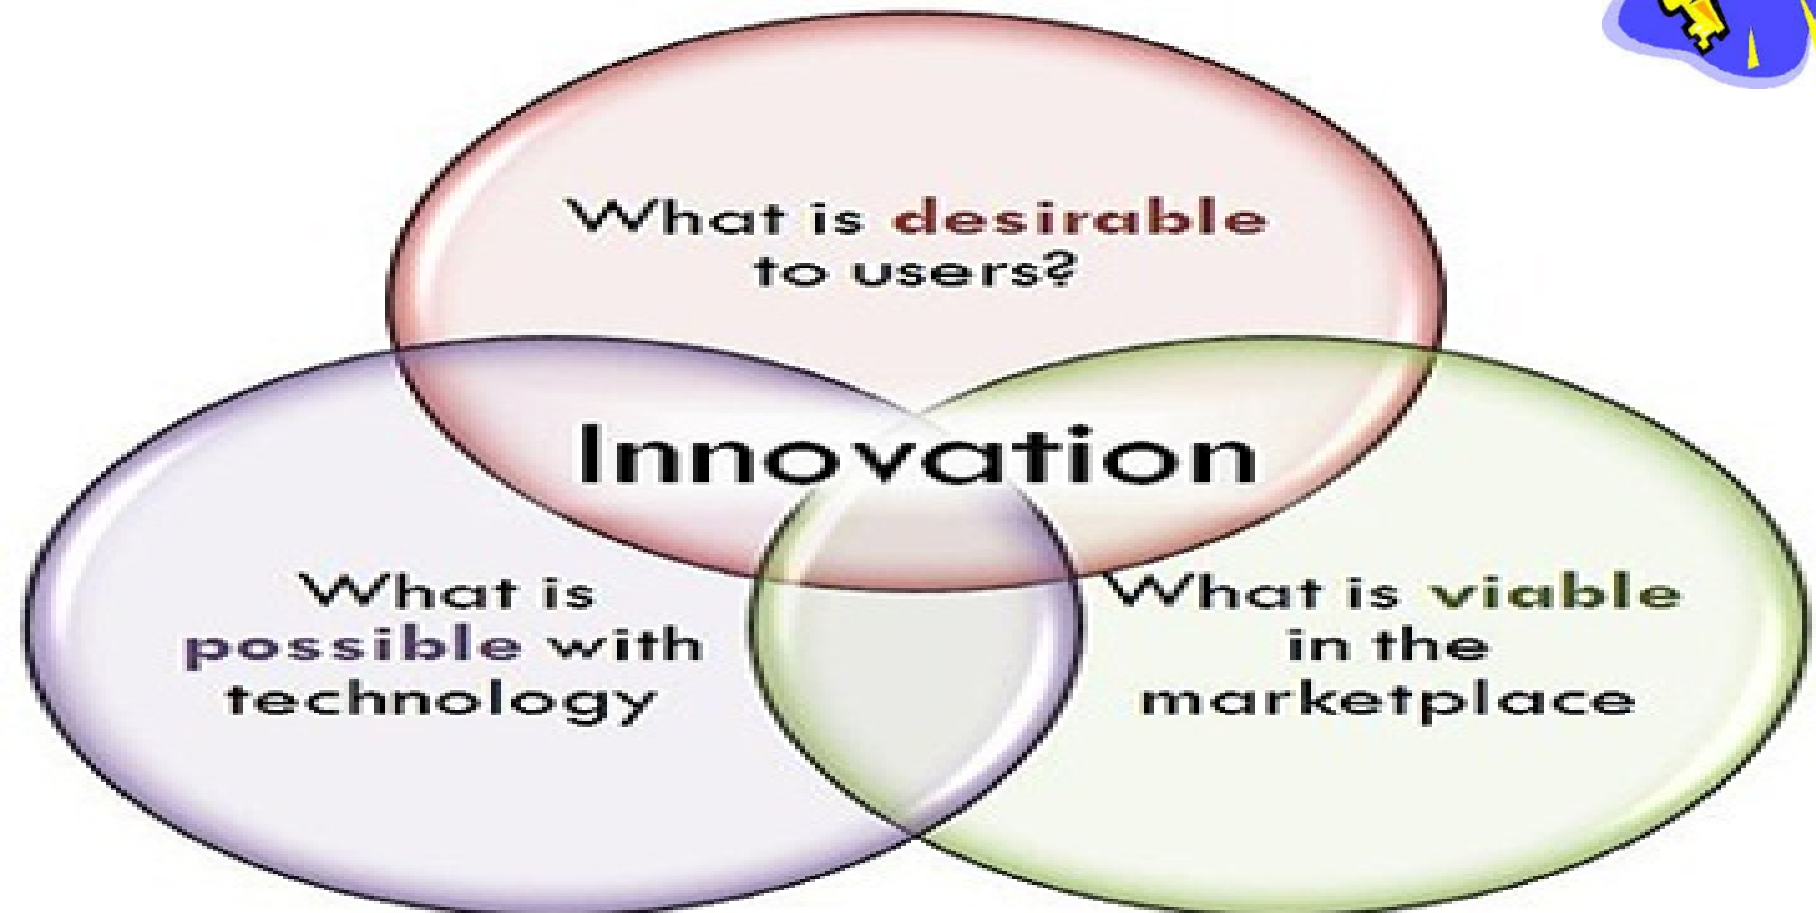 What is desirable
to users?
Innovation
What is
possible with
technology
What is viable
in the
marketplace